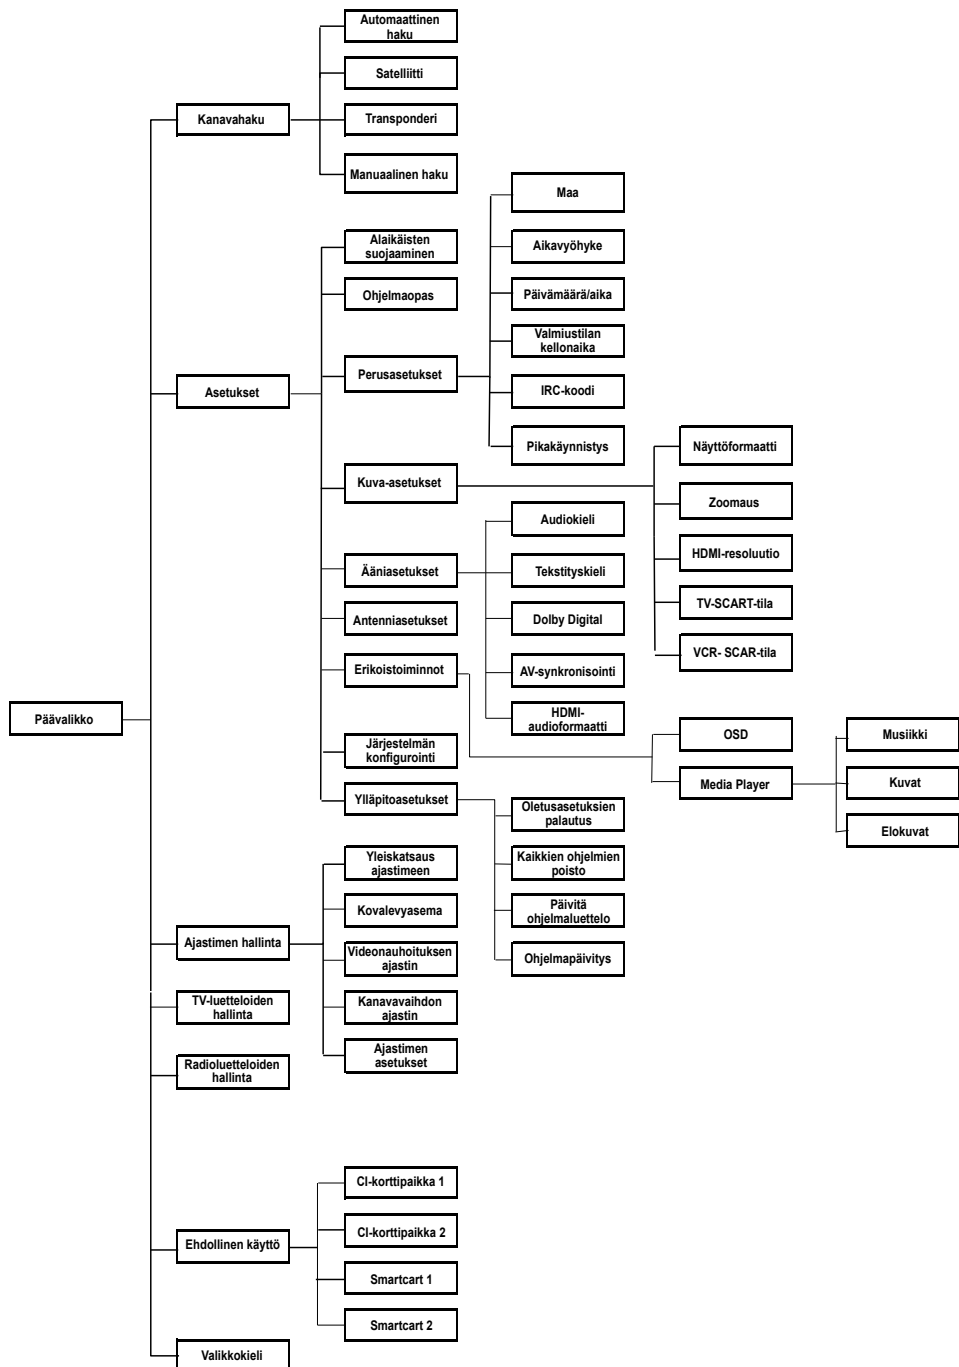 Automaattinen
haku
Satelliitti
Kanavahaku
Transponderi
Manuaalinen haku
Maa
Alaikäisten
suojaaminen
Aikavyöhyke
Ohjelmaopas
Päivämäärä/aika
Valmiustilan
kellonaika
Asetukset
Perusasetukset
IRC-koodi
Pikakäynnistys
Näyttöformaatti
Kuva-asetukset
Zoomaus
Audiokieli
HDMI-resoluutio
Ääniasetukset
Tekstityskieli
TV-SCART-tila
Antenniasetukset
Dolby Digital
VCR- SCAR-tila
Erikoistoiminnot
AV-synkronisointi
Päävalikko
HDMI-
audioformaatti
OSD
Musiikki
Järjestelmän
konfigurointi
Media Player
Kuvat
Ylläpitoasetukset
Oletusasetuksien
palautus
Elokuvat
Yleiskatsaus
ajastimeen
Kaikkien ohjelmien
poisto
Kovalevyasema
Päivitä
ohjelmaluettelo
Ajastimen hallinta
Videonauhoituksen
ajastin
Ohjelmapäivitys
TV-luetteloiden
hallinta
Kanavavaihdon
ajastin
Radioluetteloiden
hallinta
Ajastimen
asetukset
CI-korttipaikka 1
CI-korttipaikka 2
Ehdollinen käyttö
Smartcart 1
Smartcart 2
Valikkokieli